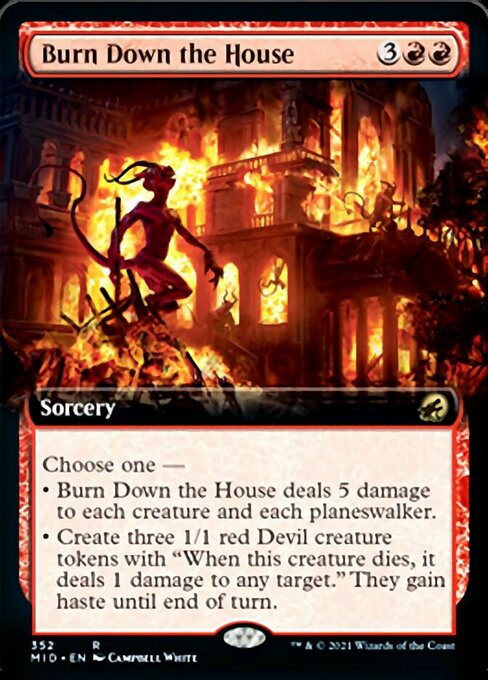 Burn Down the House 3
Sorcery
Choose one —
• Burn Down the House deals 5 damage
to each creature and each planeswalker.
• Create three 1/1 red Devil creature
tokens with “When this creature dies, it
deals 1 damage to any target.” They gain
haste until end of turn.
352 R
MID • EN Campbell White
™ & © 2021 Wizards of the Coast